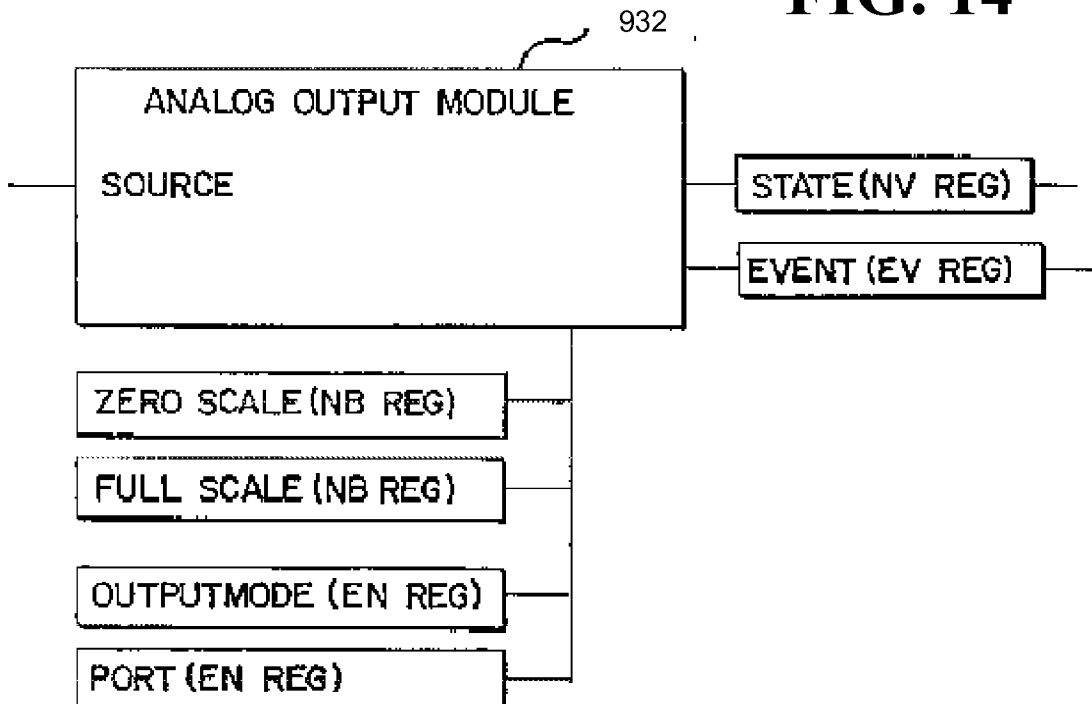 FIG. 14
932
ANALOG OUTPUT MODULE
SOURCE
STATE (NV REG)
EVENT (EV REG)
ZERO SCALE (NB REG)
FULL SCALE (NB REG)
OUTPUTMODE (EN REG)
PORT (EN REG)